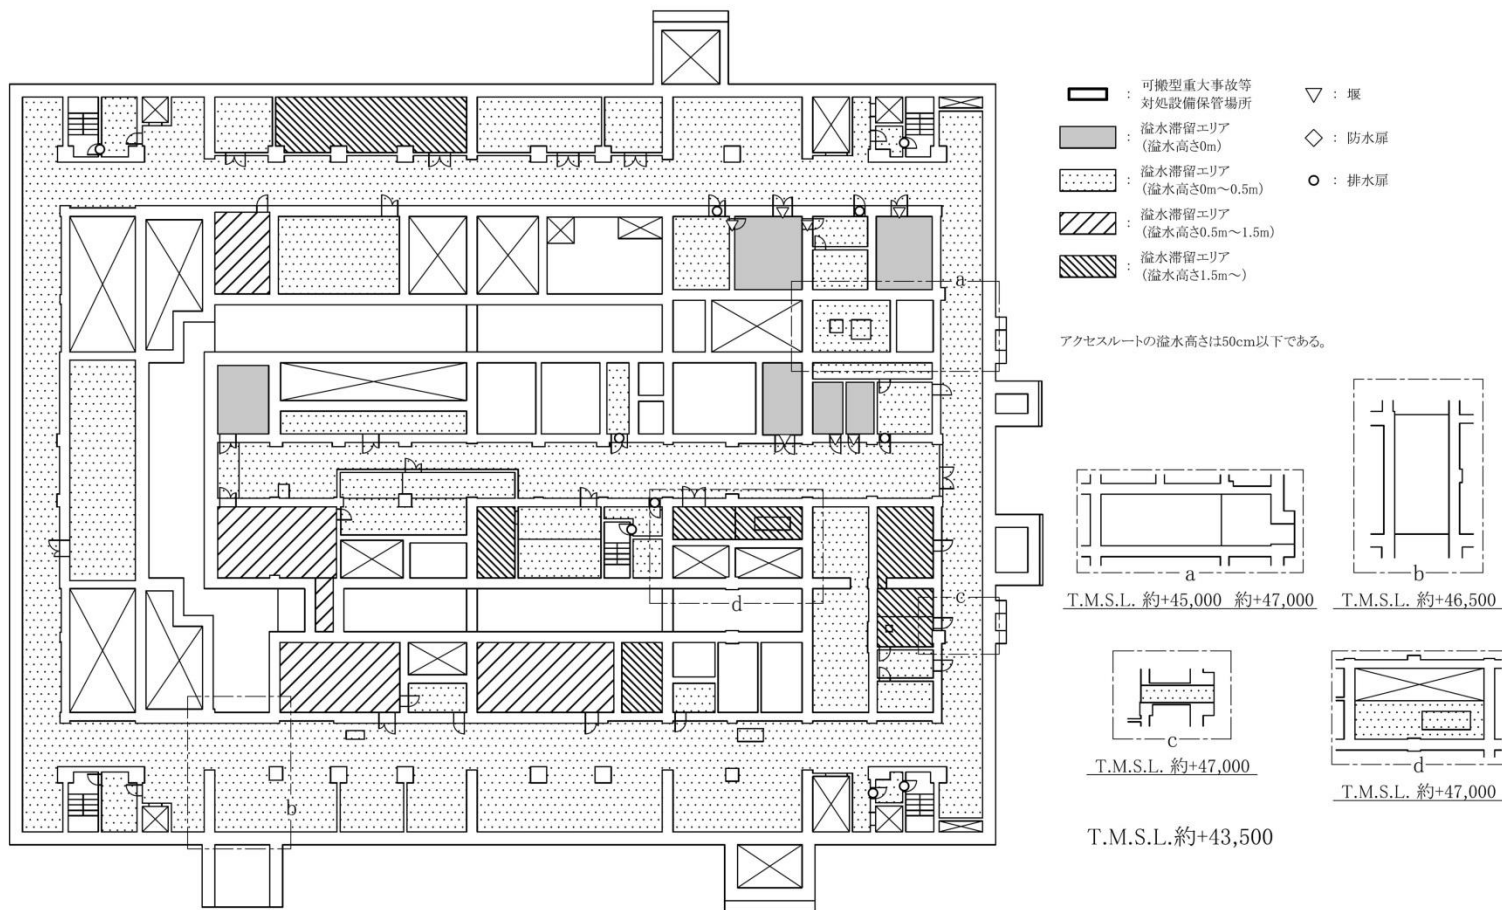 ： 可搬型重大事故等
対処設備保管場所
： 堰
： 溢水滞留エリア
(溢水高さ0m)
： 防水扉
： 溢水滞留エリア
(溢水高さ0m～0.5m)
： 排水扉
： 溢水滞留エリア
(溢水高さ0.5m～1.5m)
： 溢水滞留エリア
(溢水高さ1.5m～)
アクセスルートの溢水高さは50cm以下である。
a
d
c
b
a
T.M.S.L. 約+45,000 約+47,000
b
T.M.S.L. 約+46,500
c
T.M.S.L. 約+47,000
d
T.M.S.L. 約+47,000
T.M.S.L.約+43,500